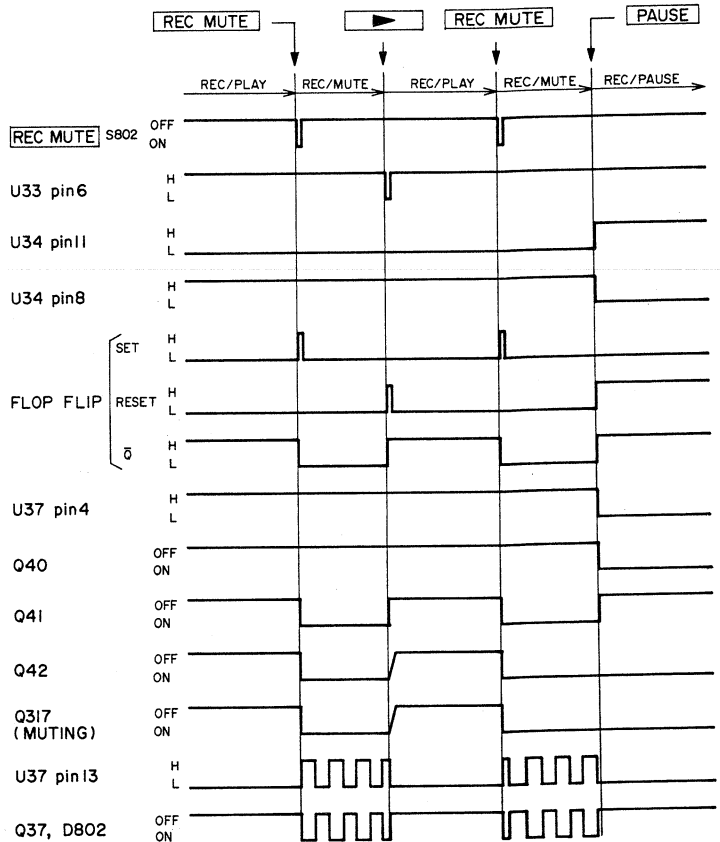 REC MUTE REC MUTE PAUSE
REC/PLAY REC/MUTE REC/PLAY REC/MUTE REC/PAUSE
REC MUTE S802 OFF
ON
U33 pin6 H
L
U34 pin11 H
L
U34 pin8 H
L
SET H
L
FLOP FLIP RESET H
L
Q̄ H
L
U37 pin4 H
L
Q40 OFF
ON
Q41 OFF
ON
Q42 OFF
ON
Q317 OFF
(MUTING) ON
U37 pin13 H
L
Q37, D802 OFF
ON